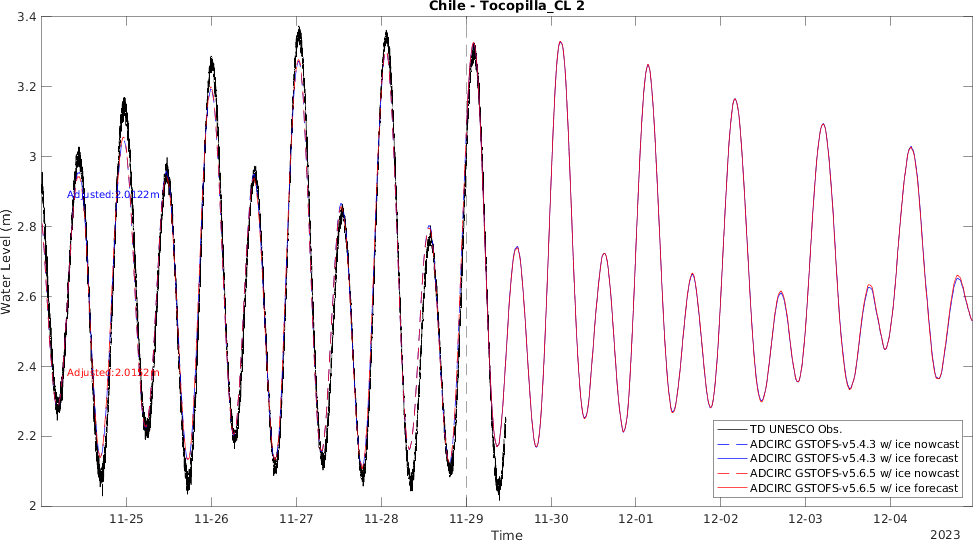 Chile - Tocopilla_CL 2
3.4
3.2
3
2.8
2.6
2.4
2.2
2
Water Level (m)
Adjusted:2.0122m
Adjusted:2.0152m
TD UNESCO Obs.
ADCIRC GSTOFS-v5.4.3 w/ ice nowcast
ADCIRC GSTOFS-v5.4.3 w/ ice forecast
ADCIRC GSTOFS-v5.6.5 w/ ice nowcast
ADCIRC GSTOFS-v5.6.5 w/ ice forecast
11-25 11-26 11-27 11-28 11-29 11-30 12-01 12-02 12-03 12-04
Time
2023